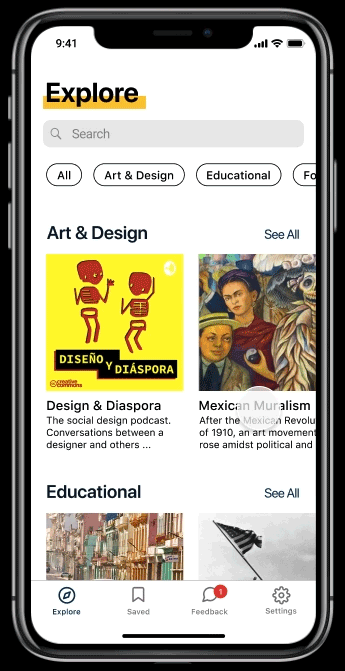 9:41
Explore
Search
All
Art & Design
Educational
Fo
Art & Design
See All
DISEÑO
Y DIÁSPORA
creative
commons
Design & Diaspora
The social design podcast.
Conversations between a
designer and others ...
Mexican Muralism
After the Mexican Revolu
of 1910, an art movement
rose amidst political and
Educational
See All
1
Explore
Saved
Feedback
Settings